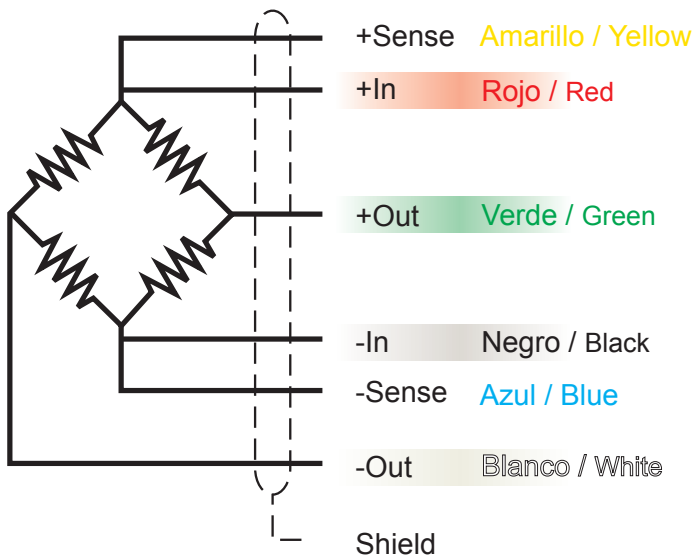 +Sense Amarillo / Yellow
+In Rojo / Red
+Out Verde / Green
-In Negro / Black
-Sense Azul / Blue
-Out Blanco / White
Shield